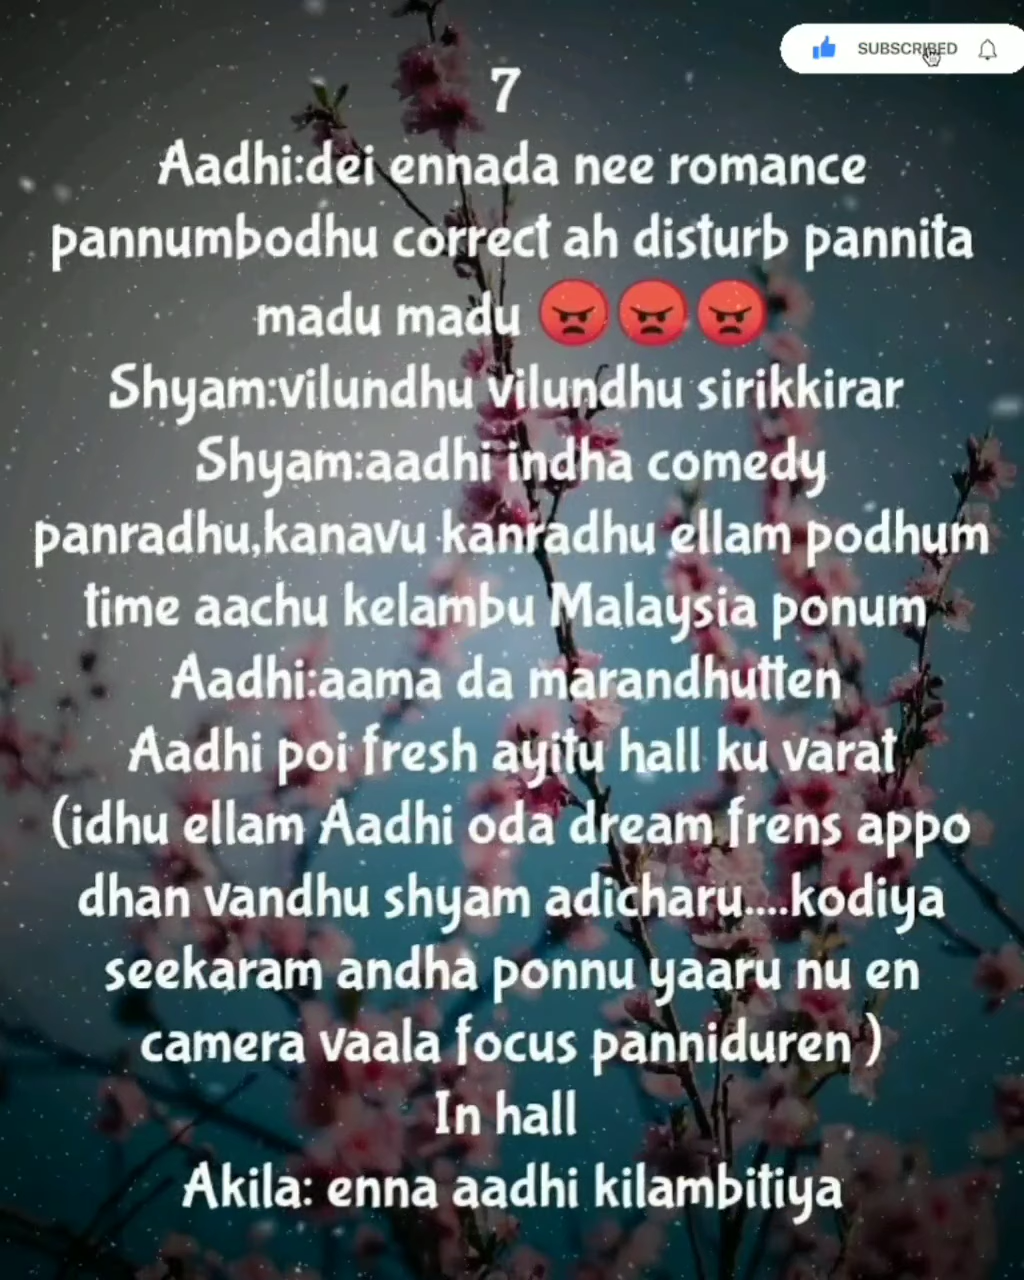 SUBSCRIBED
7
Aadhi:dei ennada nee romance
pannumbodhu correct ah disturb pannita
madu madu 😡😡😡
Shyam:vilundhu vilundhu sirikkirar
Shyam:aadhi indha comedy
panradhu,kanavu kanradhu ellam podhum
time aachu kelambu Malaysia ponum
Aadhi:aama da marandhutten
Aadhi poi fresh ayitu hall ku varat
(idhu ellam Aadhi oda dream frens appo
dhan vandhu shyam adicharu....kodiya
seekaram andha ponnu yaaru nu en
camera vaala focus panniduren )
In hall
Akila: enna aadhi kilambitiya